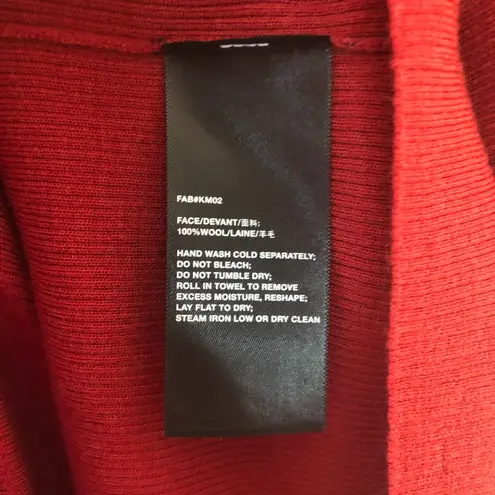 FAB#KM02
FACE/DEVANT/面料:
100%WOOL/LAINE/羊毛
HAND WASH COLD SEPARATELY;
DO NOT BLEACH;
DO NOT TUMBLE DRY;
ROLL IN TOWEL TO REMOVE
EXCESS MOISTURE, RESHAPE;
LAY FLAT TO DRY;
STEAM IRON LOW OR DRY CLEAN